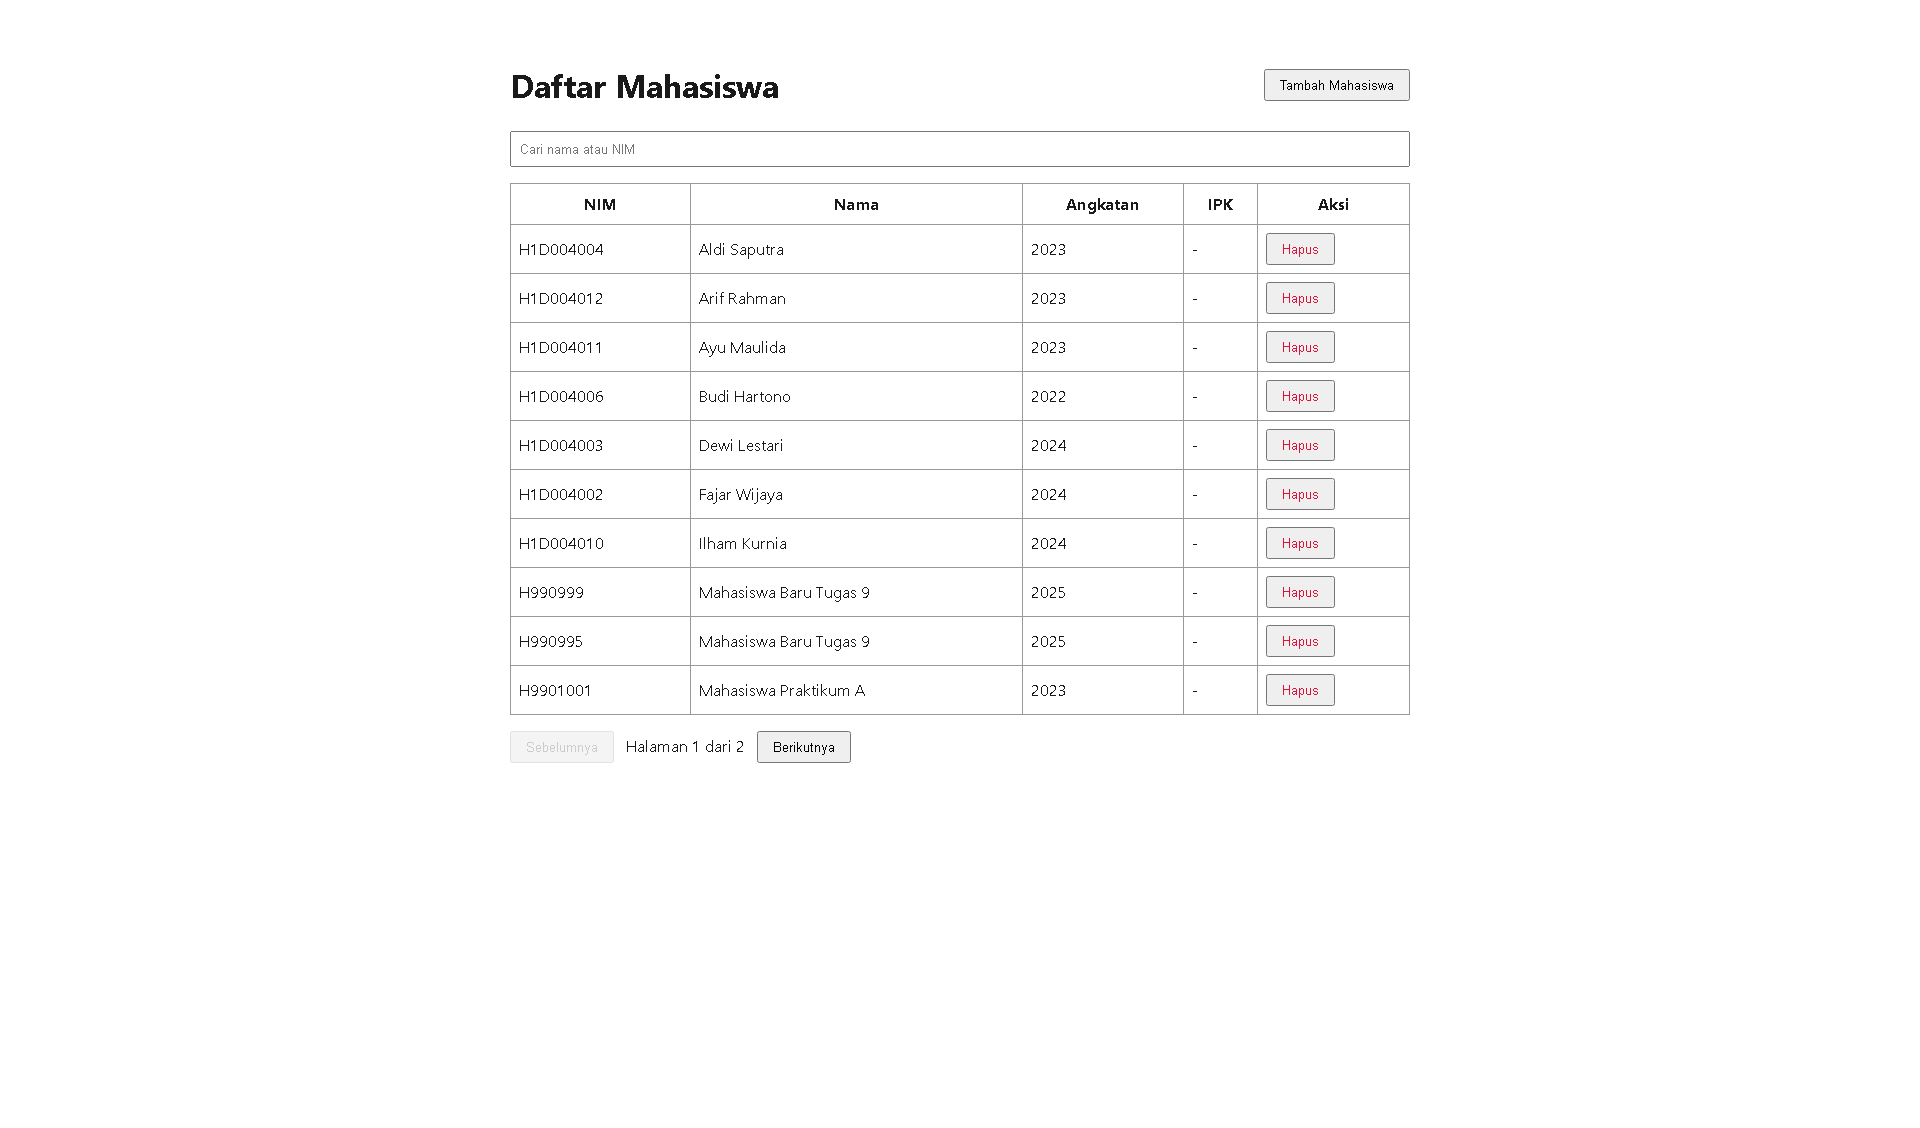 Daftar Mahasiswa Tambah Mahasiswa
Cari nama atau NIM
NIM Nama Angkatan IPK Aksi
H1D004004 Aldi Saputra 2023 - Hapus
H1D004012 Arif Rahman 2023 - Hapus
H1D004011 Ayu Maulida 2023 - Hapus
H1D004006 Budi Hartono 2022 - Hapus
H1D004003 Dewi Lestari 2024 - Hapus
H1D004002 Fajar Wijaya 2024 - Hapus
H1D004010 Ilham Kurnia 2024 - Hapus
H990999 Mahasiswa Baru Tugas 9 2025 - Hapus
H990995 Mahasiswa Baru Tugas 9 2025 - Hapus
H9901001 Mahasiswa Praktikum A 2023 - Hapus
Sebelumnya Halaman 1 dari 2 Berikutnya